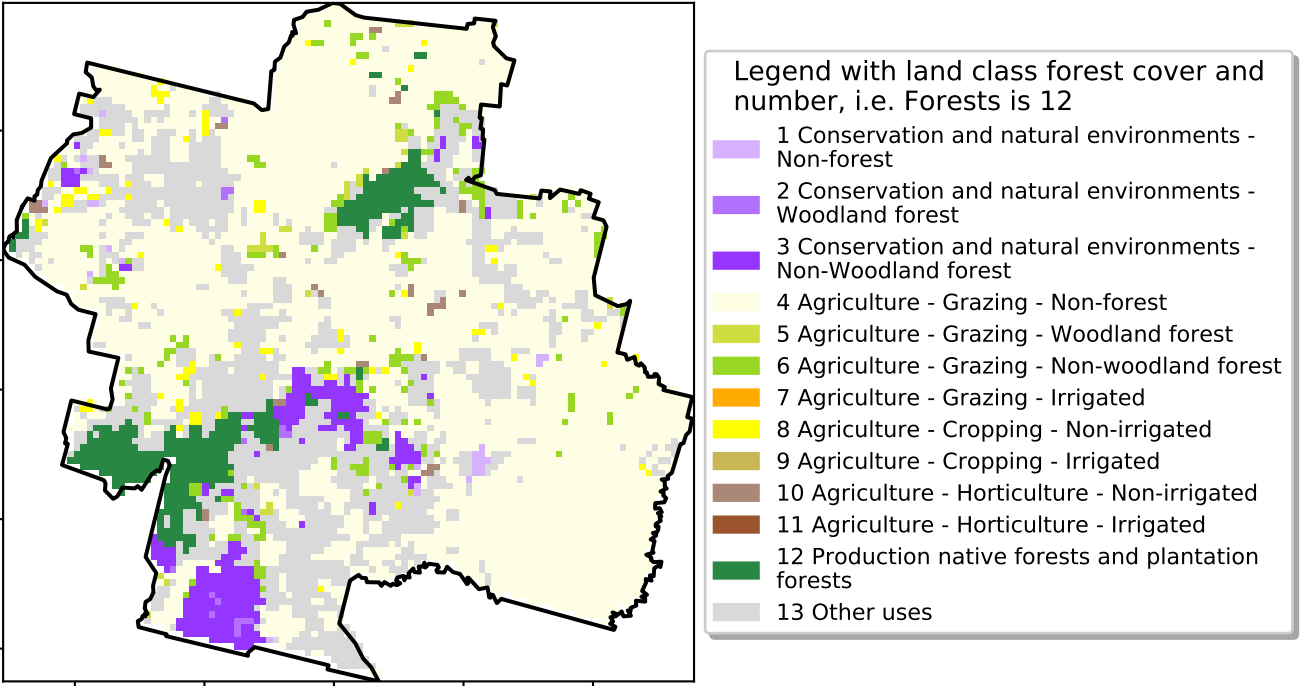 Legend with land class forest cover and
number, i.e. Forests is 12
1 Conservation and natural environments -
Non-forest
2 Conservation and natural environments -
Woodland forest
3 Conservation and natural environments -
Non-Woodland forest
4 Agriculture - Grazing - Non-forest
5 Agriculture - Grazing - Woodland forest
6 Agriculture - Grazing - Non-woodland forest
7 Agriculture - Grazing - Irrigated
8 Agriculture - Cropping - Non-irrigated
9 Agriculture - Cropping - Irrigated
10 Agriculture - Horticulture - Non-irrigated
11 Agriculture - Horticulture - Irrigated
12 Production native forests and plantation
forests
13 Other uses